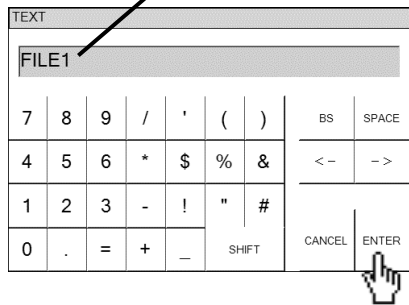 TEXT
FILE1
7 8 9 / ' ( ) BS SPACE
4 5 6 * $ % & <- ->
1 2 3 - ! " #
0 . = + _ SHIFT CANCEL ENTER